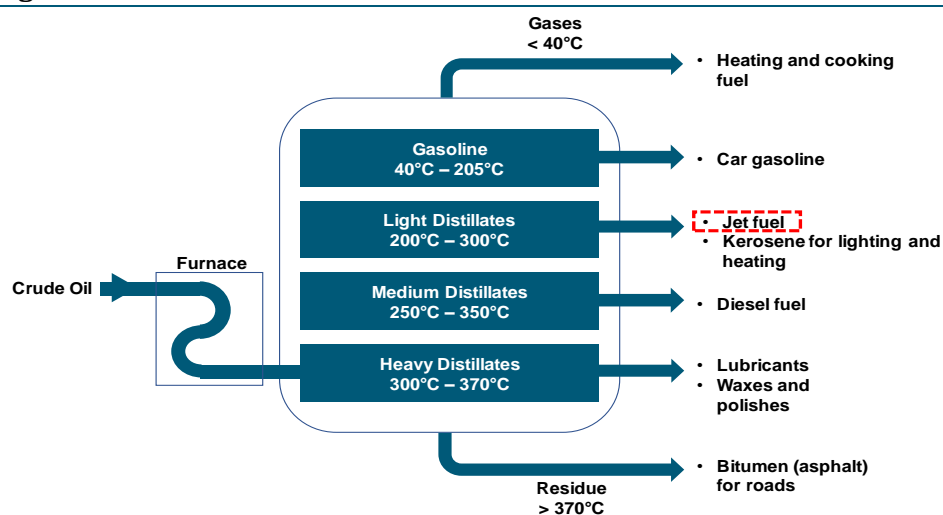 Gases
< 40°C
• Heating and cooking
fuel
Gasoline
40°C – 205°C
• Car gasoline
Light Distillates
200°C – 300°C
• Jet fuel
• Kerosene for lighting and
heating
Furnace
Crude Oil
Medium Distillates
250°C – 350°C
• Diesel fuel
Heavy Distillates
300°C – 370°C
• Lubricants
• Waxes and
polishes
• Bitumen (asphalt)
for roads
Residue
> 370°C